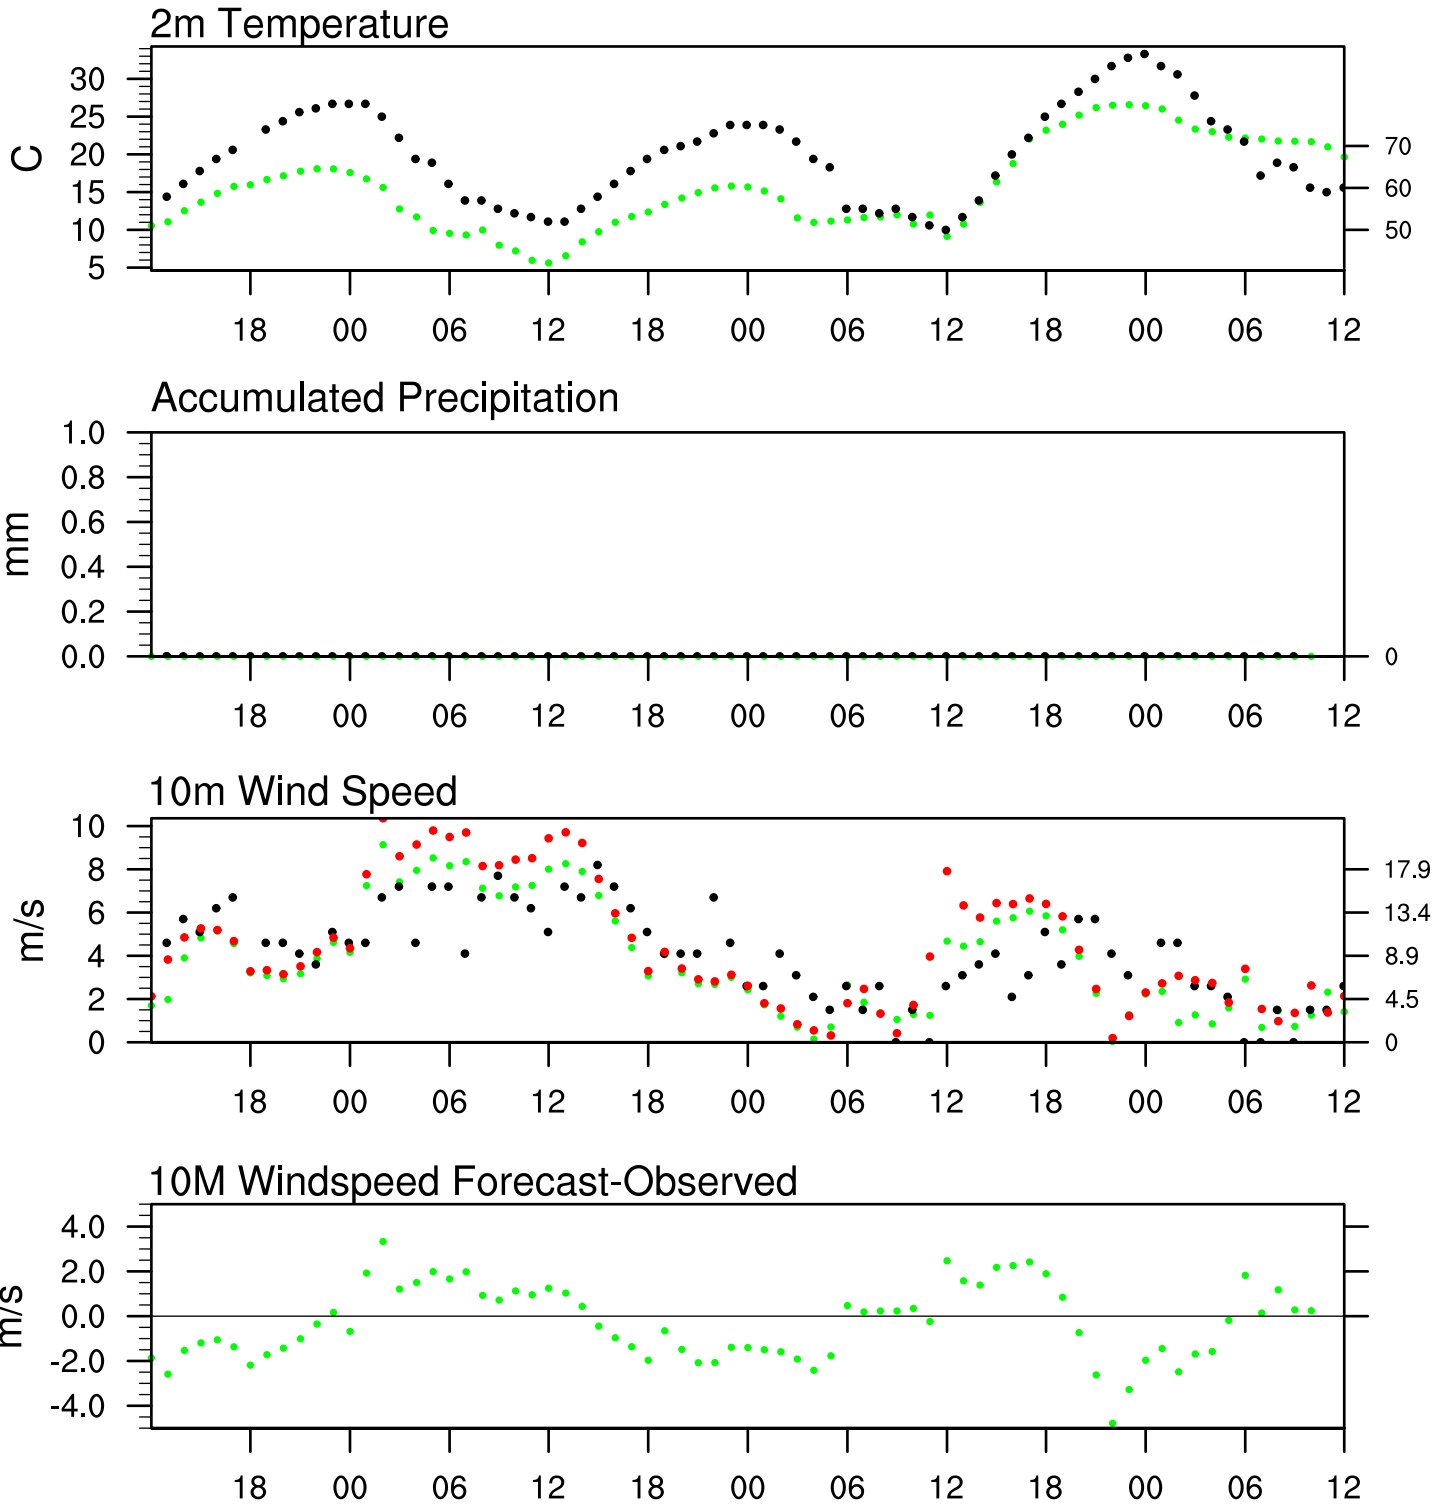 2m Temperature
C
30
25
20
15
10
5
70
60
50
18 00 06 12 18 00 06 12 18 00 06 12
Accumulated Precipitation
mm
1.0
0.8
0.6
0.4
0.2
0.0
0
18 00 06 12 18 00 06 12 18 00 06 12
10m Wind Speed
m/s
10
8
6
4
2
0
17.9
13.4
8.9
4.5
0
18 00 06 12 18 00 06 12 18 00 06 12
10M Windspeed Forecast-Observed
m/s
4.0
2.0
0.0
-2.0
-4.0
18 00 06 12 18 00 06 12 18 00 06 12